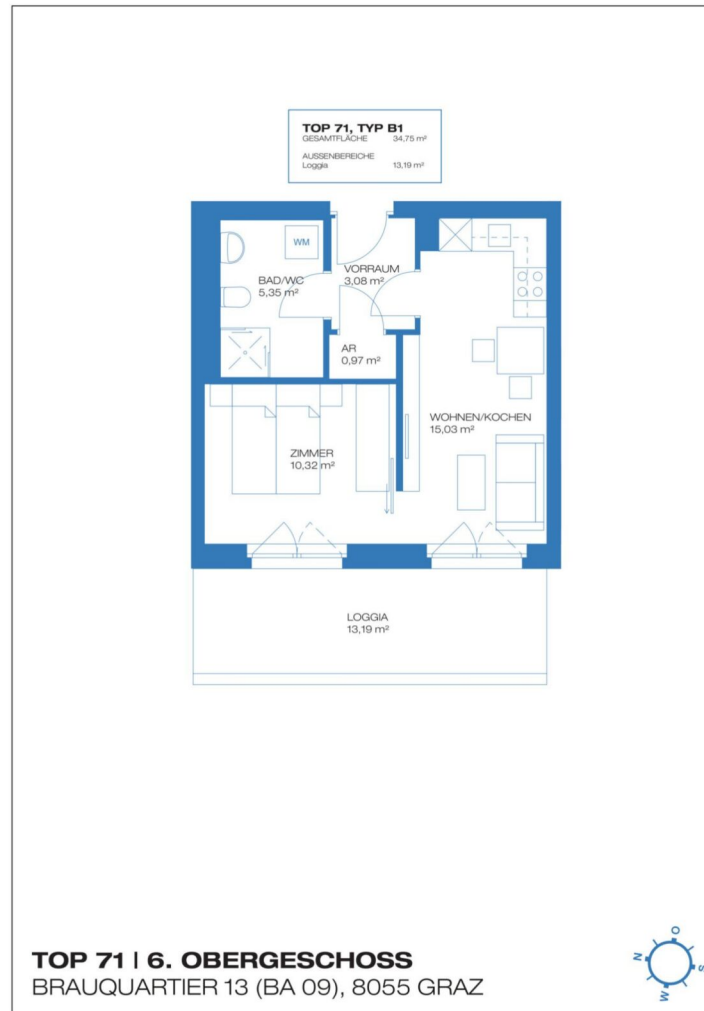 TOP 71, TYP B1
GESAMTFLÄCHE 34,75 m²
AUSSENBEREICHE
Loggia 13,19 m²
WM
BAD/WC
5,35 m²
VORRAUM
3,08 m²
AR
0,97 m²
WOHNEN/KOCHEN
15,03 m²
ZIMMER
10,32 m²
LOGGIA
13,19 m²
TOP 71 | 6. OBERGESCHOSS
BRAUQUARTIER 13 (BA 09), 8055 GRAZ
N
O
S
W